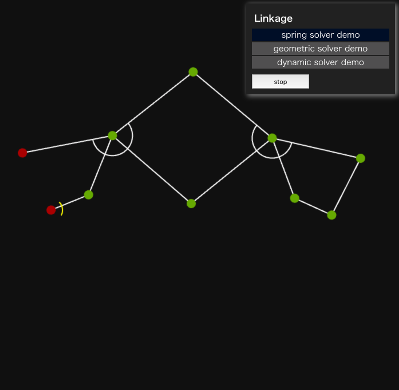 Linkage
spring solver demo
geometric solver demo
dynamic solver demo
stop